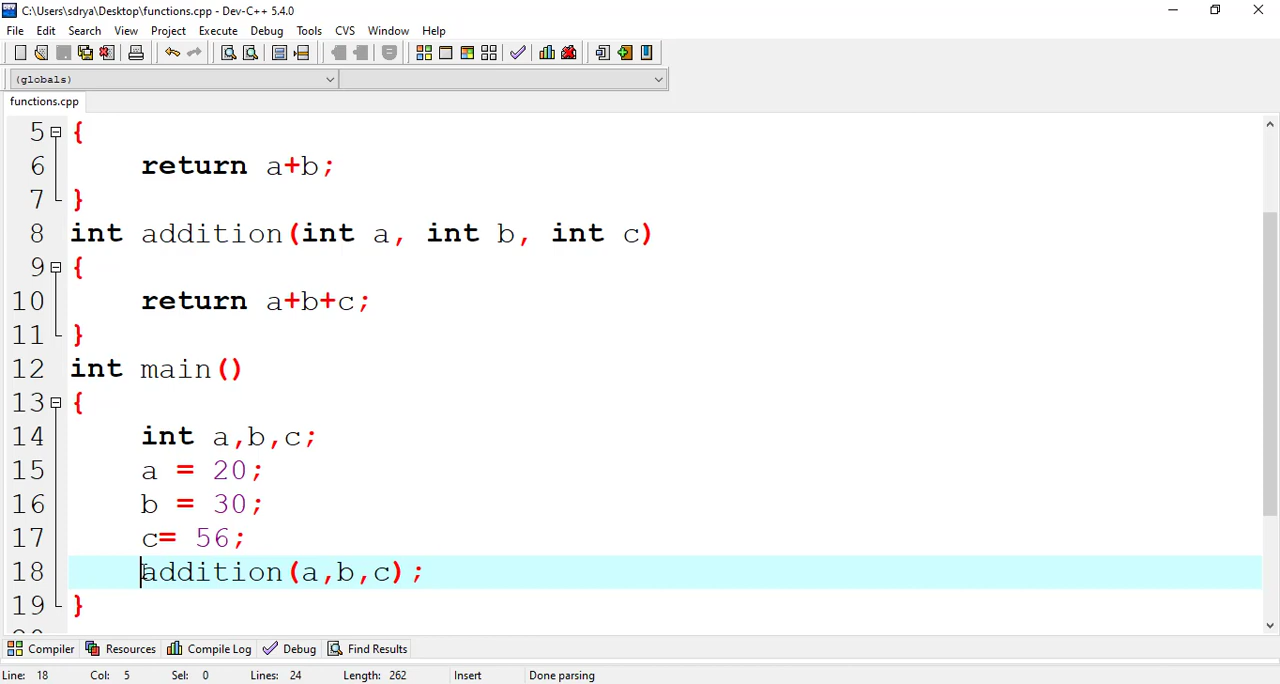 C:\Users\sdrya\Desktop\functions.cpp - Dev-C++ 5.4.0
File Edit Search View Project Execute Debug Tools CVS Window Help
(globals)
functions.cpp
5 {
6 return a+b;
7 }
8 int addition(int a, int b, int c)
9 {
10 return a+b+c;
11 }
12 int main()
13 {
14 int a,b,c;
15 a = 20;
16 b = 30;
17 c= 56;
18 addition(a,b,c);
19 }
Compiler Resources Compile Log Debug Find Results
Line: 18 Col: 5 Sel: 0 Lines: 24 Length: 262 Insert Done parsing